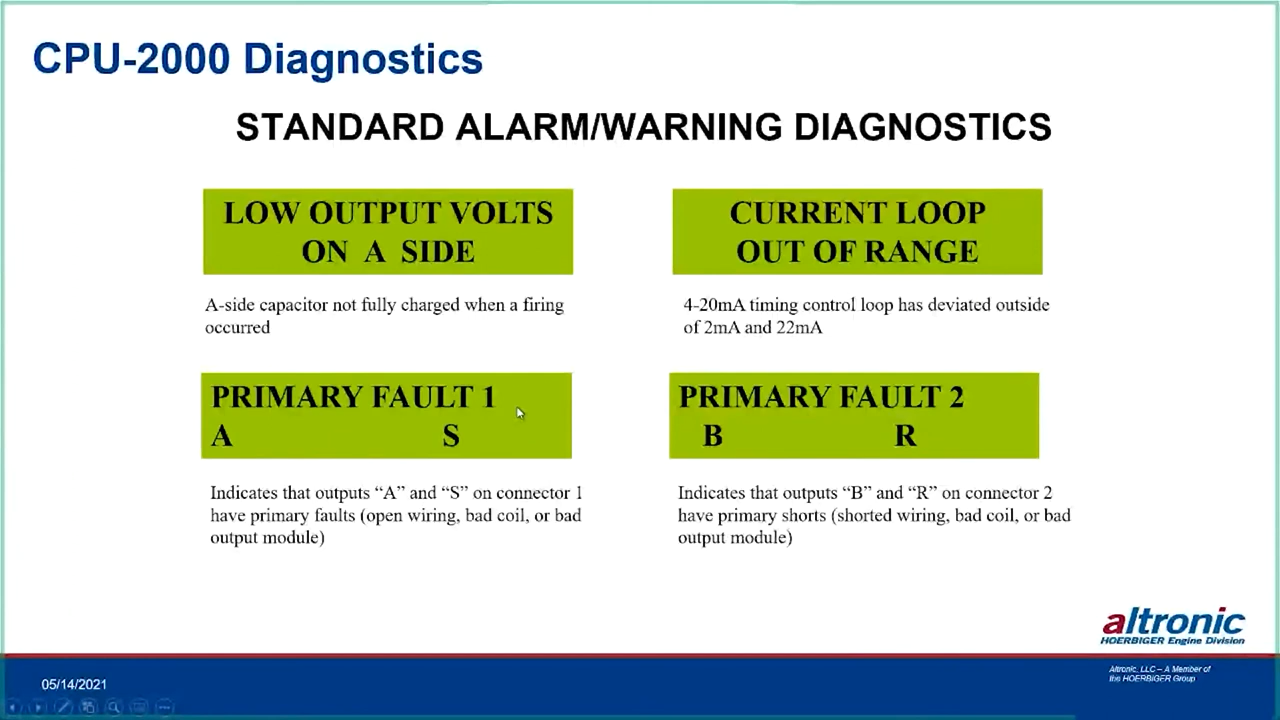 CPU-2000 Diagnostics
STANDARD ALARM/WARNING DIAGNOSTICS
LOW OUTPUT VOLTS
ON A SIDE
A-side capacitor not fully charged when a firing
occurred
CURRENT LOOP
OUT OF RANGE
4-20mA timing control loop has deviated outside
of 2mA and 22mA
PRIMARY FAULT 1
A S
Indicates that outputs “A” and “S” on connector 1
have primary faults (open wiring, bad coil, or bad
output module)
PRIMARY FAULT 2
B R
Indicates that outputs “B” and “R” on connector 2
have primary shorts (shorted wiring, bad coil, or bad
output module)
altronic
HOERBIGER Engine Division
Altronic, LLC – A Member of
the HOERBIGER Group
05/14/2021